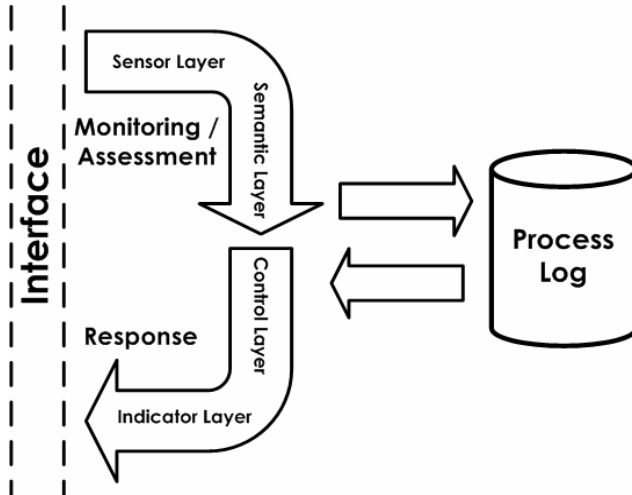 Interface
Sensor Layer
Semantic Layer
Monitoring /
Assessment
Process
Log
Control Layer
Response
Indicator Layer